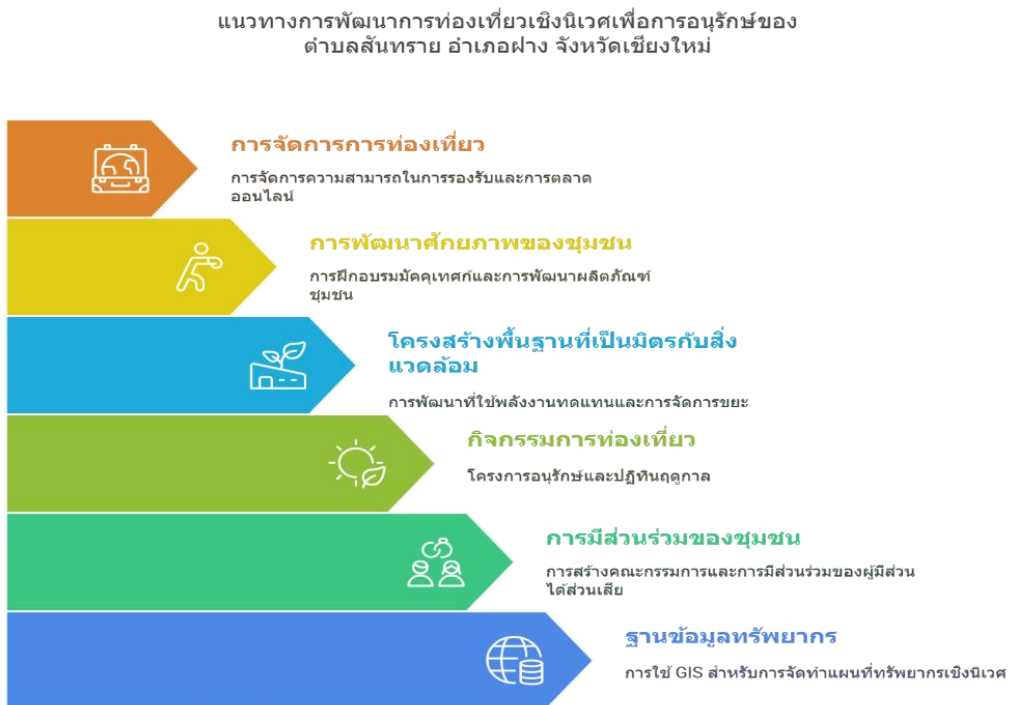 แนวทางการพัฒนาการท่องเที่ยวเชิงนิเวศเพื่อการอนุรักษ์ของ
ตำบลสันทราย อำเภอฝาง จังหวัดเชียงใหม่
การจัดการการท่องเที่ยว
การจัดการความสามารถในการรองรับและการตลาด
ออนไลน์
การพัฒนาศักยภาพของชุมชน
การฝึกอบรมมัคคุเทศก์และการพัฒนาผลิตภัณฑ์
ชุมชน
โครงสร้างพื้นฐานที่เป็นมิตรกับสิ่ง
แวดล้อม
การพัฒนาที่ใช้พลังงานทดแทนและการจัดการขยะ
กิจกรรมการท่องเที่ยว
โครงการอนุรักษ์และปฏิทินฤดูกาล
การมีส่วนร่วมของชุมชน
การสร้างคณะกรรมการและการมีส่วนร่วมของผู้มีส่วน
ได้ส่วนเสีย
ฐานข้อมูลทรัพยากร
การใช้ GIS สำหรับการจัดทำแผนที่ทรัพยากรเชิงนิเวศ